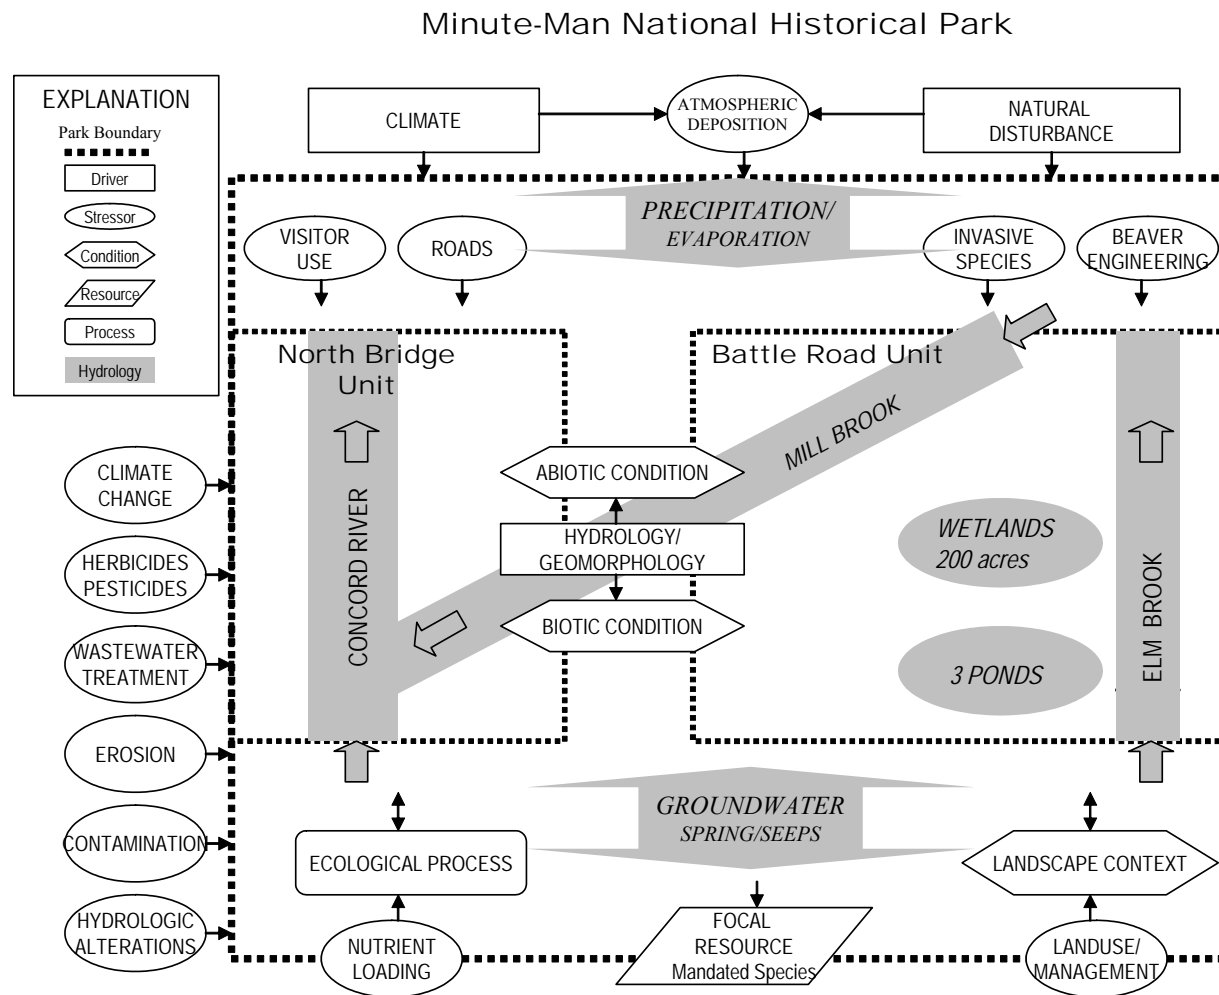 Minute-Man National Historical Park
EXPLANATION
Park Boundary
Driver
Stressor
Condition
Resource
Process
Hydrology
CLIMATE
ATMOSPHERIC
DEPOSITION
NATURAL
DISTURBANCE
PRECIPITATION/
EVAPORATION
VISITOR
USE
ROADS
INVASIVE
SPECIES
BEAVER
ENGINEERING
North Bridge
Unit
Battle Road Unit
MILL BROOK
CONCORD RIVER
ELM BROOK
ABIOTIC CONDITION
HYDROLOGY/
GEOMORPHOLOGY
BIOTIC CONDITION
WETLANDS
200 acres
3 PONDS
CLIMATE
CHANGE
HERBICIDES
PESTICIDES
WASTEWATER
TREATMENT
EROSION
CONTAMINATION
HYDROLOGIC
ALTERATIONS
GROUNDWATER
SPRING/SEEPS
ECOLOGICAL PROCESS
LANDSCAPE CONTEXT
NUTRIENT
LOADING
FOCAL
RESOURCE
Mandated Species
LANDUSE/
MANAGEMENT